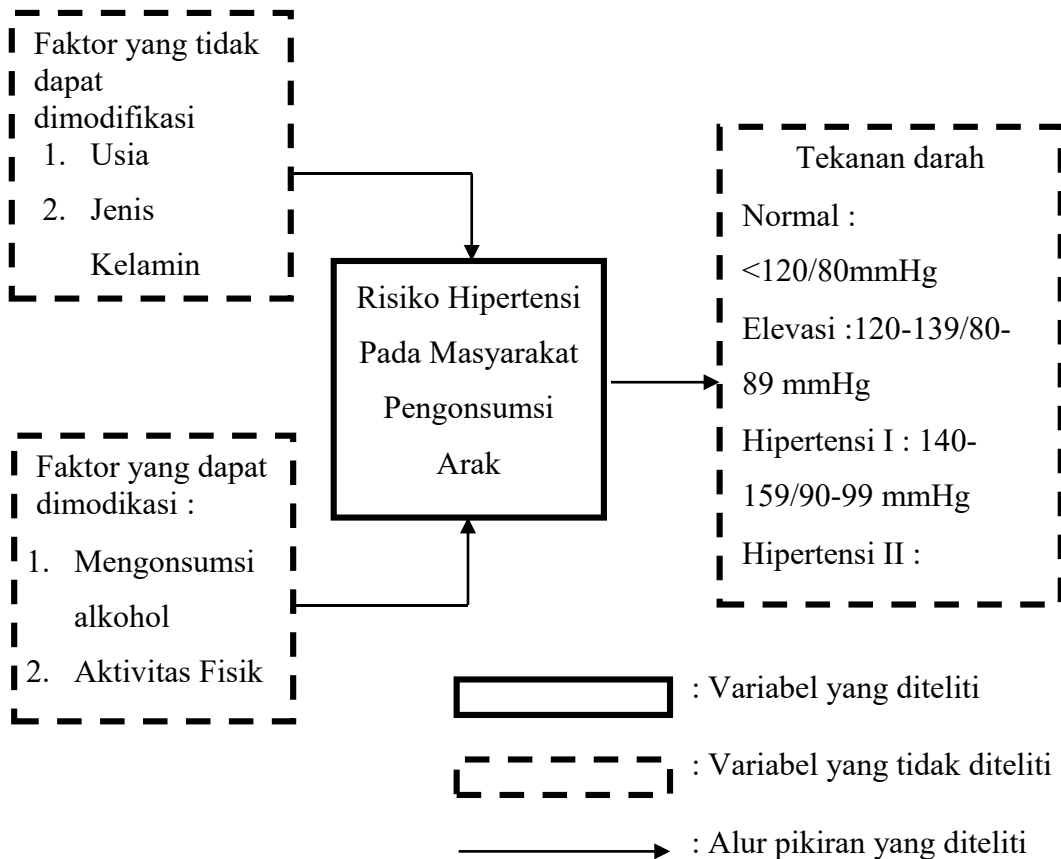 Faktor yang tidak
dapat
dimodifikasi
1. Usia
2. Jenis
Kelamin
Faktor yang dapat
dimodikasi :
1. Mengonsumsi
alkohol
2. Aktivitas Fisik
Risiko Hipertensi
Pada Masyarakat
Pengonsumsi
Arak
Tekanan darah
Normal :
<120/80mmHg
Elevasi :120-139/80-
89 mmHg
Hipertensi I : 140-
159/90-99 mmHg
Hipertensi II :
: Variabel yang diteliti
: Variabel yang tidak diteliti
: Alur pikiran yang diteliti